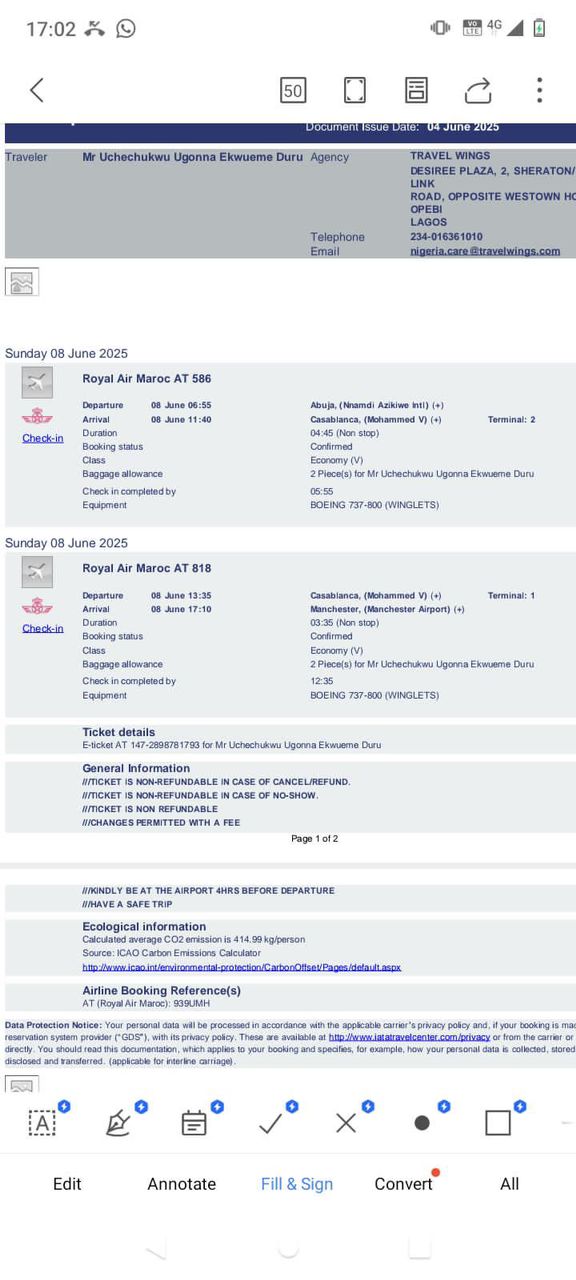 17:02
VO LTE 4G
50
Document Issue Date: 04 June 2025
Traveler Mr Uchechukwu Ugonna Ekwueme Duru Agency TRAVEL WINGS
DESIREE PLAZA, 2, SHERATON/
LINK
ROAD, OPPOSITE WESTOWN HO
OPEBI
LAGOS
Telephone 234-016361010
Email nigeria.care@travelwings.com
Sunday 08 June 2025
Royal Air Maroc AT 586
Departure 08 June 06:55 Abuja, (Nnamdi Azikiwe Intl) (+)
Arrival 08 June 11:40 Casablanca, (Mohammed V) (+) Terminal: 2
Check-in
Duration 04:45 (Non stop)
Booking status Confirmed
Class Economy (V)
Baggage allowance 2 Piece(s) for Mr Uchechukwu Ugonna Ekwueme Duru
Check in completed by 05:55
Equipment BOEING 737-800 (WINGLETS)
Sunday 08 June 2025
Royal Air Maroc AT 818
Departure 08 June 13:35 Casablanca, (Mohammed V) (+) Terminal: 1
Arrival 08 June 17:10 Manchester, (Manchester Airport) (+)
Check-in
Duration 03:35 (Non stop)
Booking status Confirmed
Class Economy (V)
Baggage allowance 2 Piece(s) for Mr Uchechukwu Ugonna Ekwueme Duru
Check in completed by 12:35
Equipment BOEING 737-800 (WINGLETS)
Ticket details
E-ticket AT 147-2898781793 for Mr Uchechukwu Ugonna Ekwueme Duru
General Information
///TICKET IS NON-REFUNDABLE IN CASE OF CANCEL/REFUND.
///TICKET IS NON-REFUNDABLE IN CASE OF NO-SHOW.
///TICKET IS NON REFUNDABLE
///CHANGES PERMITTED WITH A FEE
Page 1 of 2
///KINDLY BE AT THE AIRPORT 4HRS BEFORE DEPARTURE
///HAVE A SAFE TRIP
Ecological information
Calculated average CO2 emission is 414.99 kg/person
Source: ICAO Carbon Emissions Calculator
http://www.icao.int/environmental-protection/CarbonOffset/Pages/default.aspx
Airline Booking Reference(s)
AT (Royal Air Maroc): 939UMH
Data Protection Notice: Your personal data will be processed in accordance with the applicable carrier's privacy policy and, if your booking is mad
reservation system provider ("GDS"), with its privacy policy. These are available at http://www.iatatravelcenter.com/privacy or from the carrier or
directly. You should read this documentation, which applies to your booking and specifies, for example, how your personal data is collected, stored
disclosed and transferred. (applicable for interline carriage).
A
Edit Annotate Fill & Sign Convert All